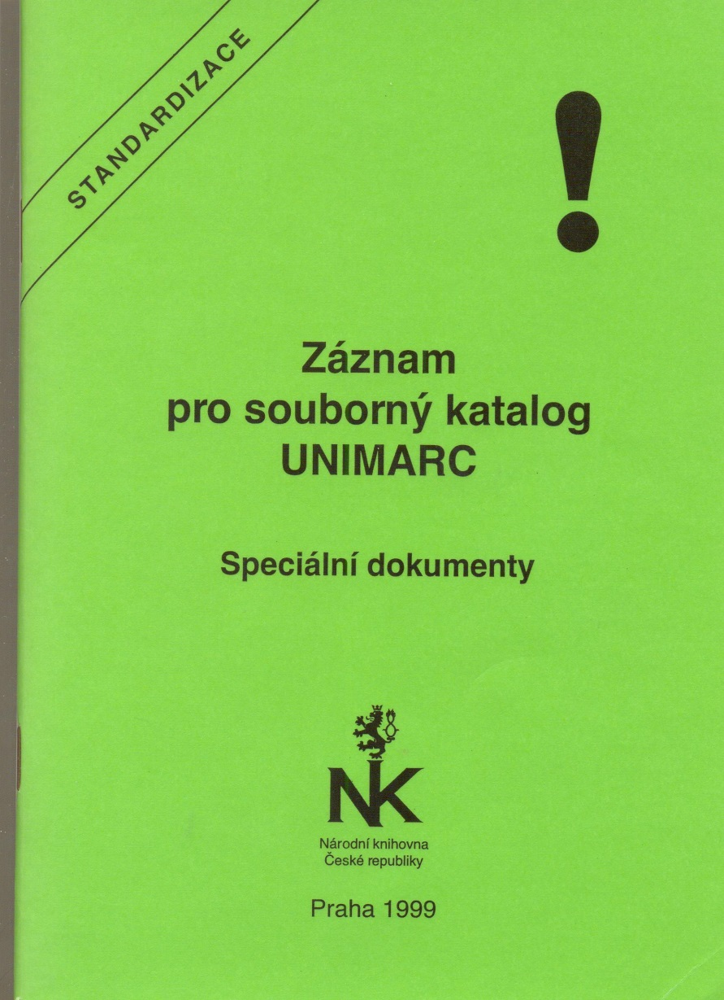 STANDARDIZACE
!
Záznam
pro souborný katalog
UNIMARC
Speciální dokumenty
NK
Národní knihovna
České republiky
Praha 1999